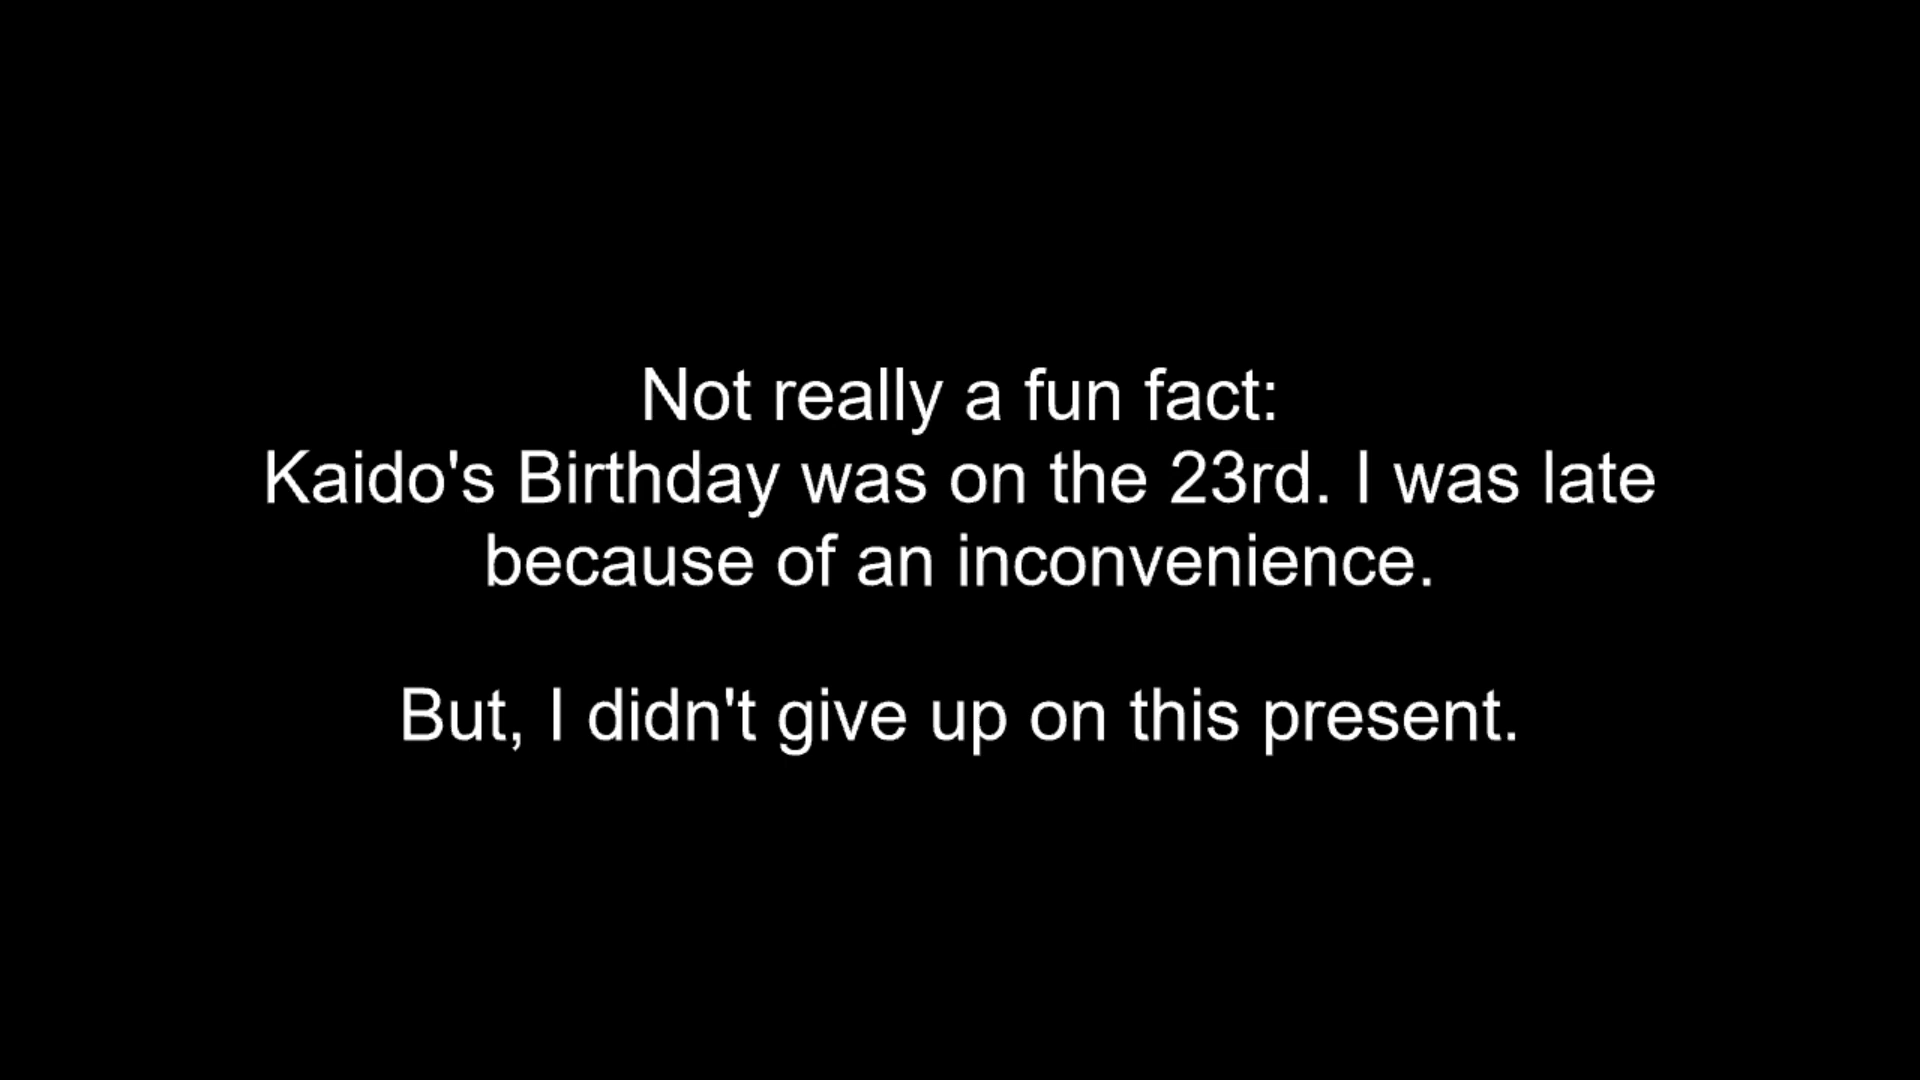 Not really a fun fact:
Kaido's Birthday was on the 23rd. I was late
because of an inconvenience.
But, I didn't give up on this present.